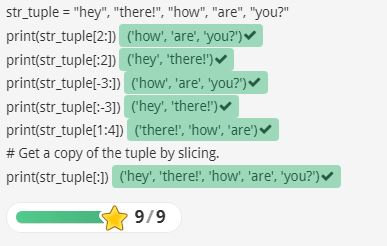 str_tuple = "hey", "there!", "how", "are", "you?"
print(str_tuple[2:]) ('how', 'are', 'you?')✔
print(str_tuple[:2]) ('hey', 'there!')✔
print(str_tuple[-3:]) ('how', 'are', 'you?')✔
print(str_tuple[:-3]) ('hey', 'there!')✔
print(str_tuple[1:4]) ('there!', 'how', 'are')✔
# Get a copy of the tuple by slicing.
print(str_tuple[:]) ('hey', 'there!', 'how', 'are', 'you?')✔
9/9